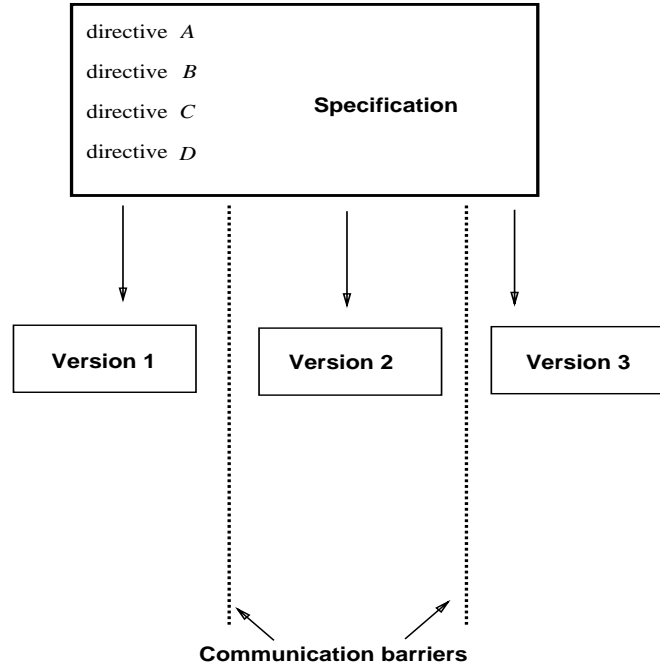 directive A
directive B
Specification
directive C
directive D
Version 1
Version 2
Version 3
Communication barriers